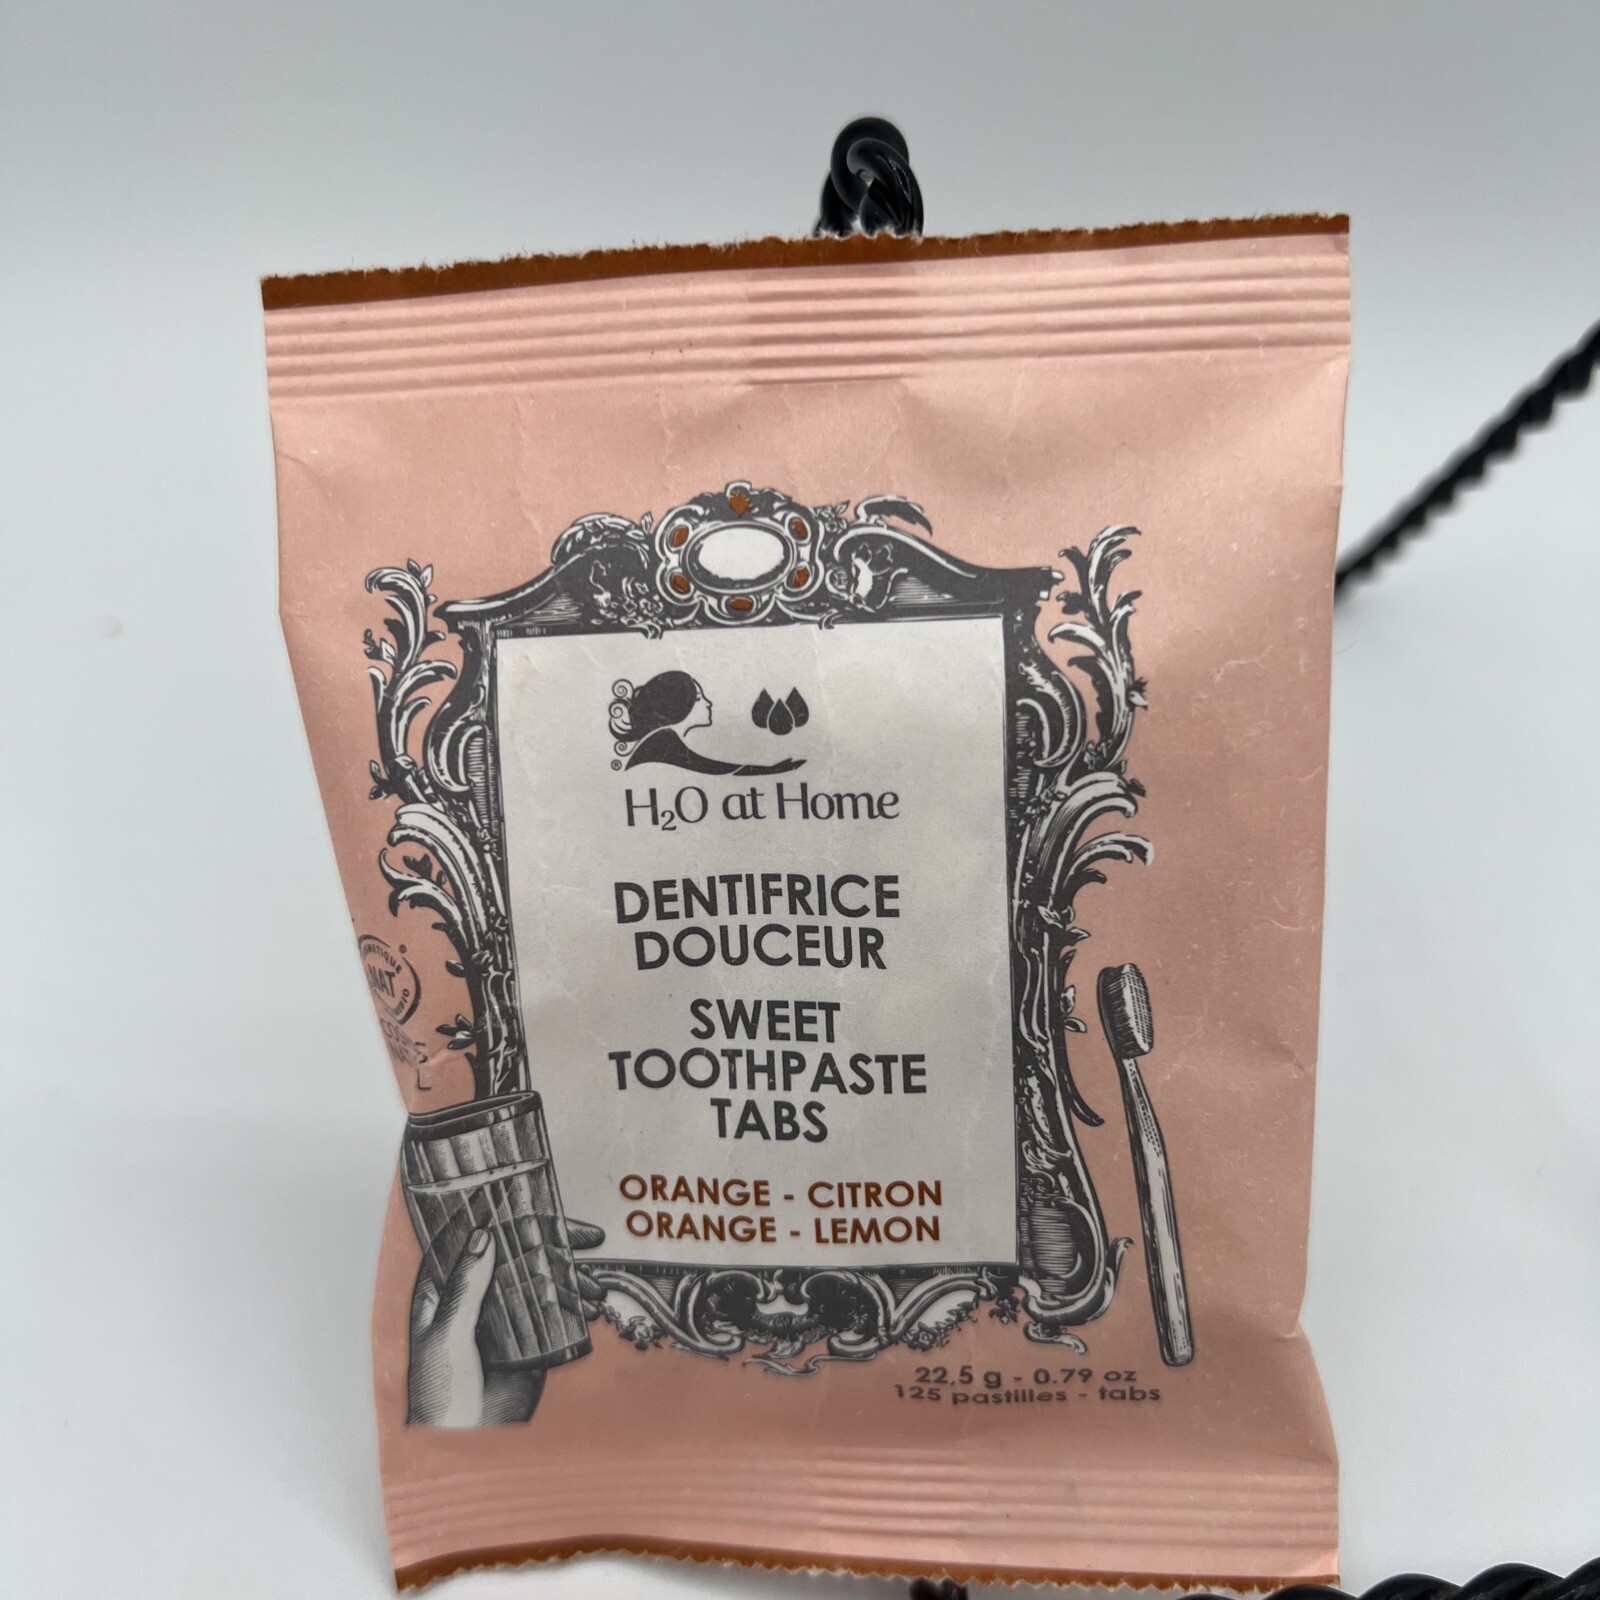 H₂O at Home
®
DENTIFRICE
DOUCEUR
SWEET
TOOTHPASTE
TABS
ORANGE - CITRON
ORANGE - LEMON
22,5 g - 0.79 oz
125 pastilles - tabs